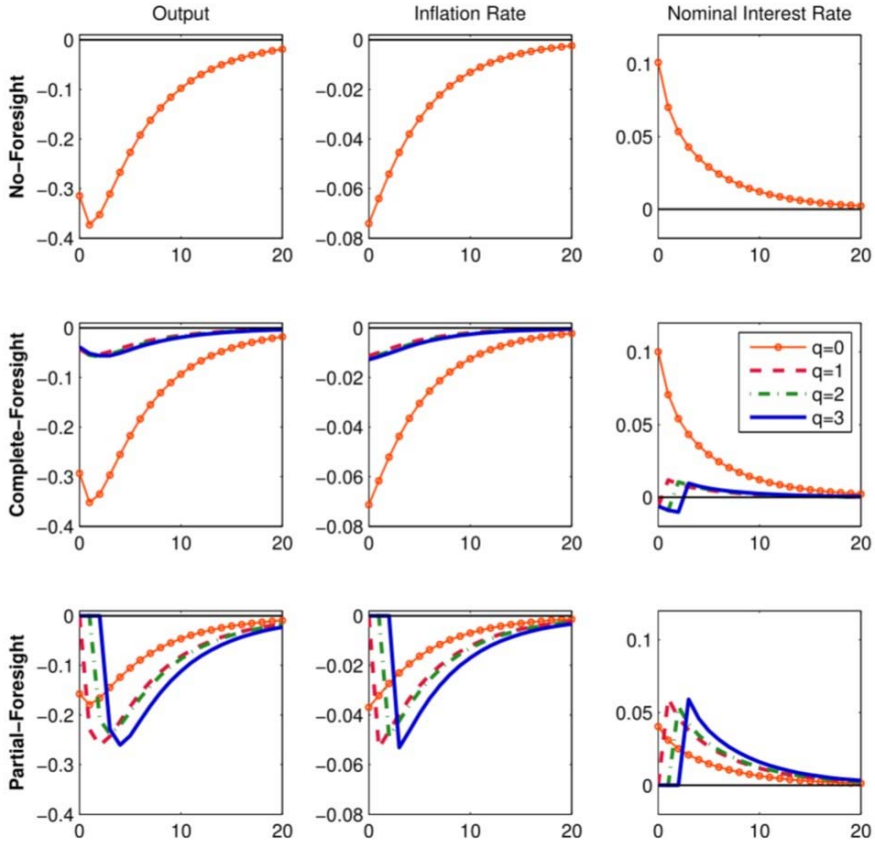 Output Inflation Rate Nominal Interest Rate
No−Foresight
0 0 0.1
−0.1 −0.02 0.05
−0.2 −0.04 0
−0.3 −0.06
−0.4 −0.08
0 10 20 0 10 20 0 10 20
Complete−Foresight
0 0 0.1
−0.1 −0.02 0.05
−0.2 −0.04 0
−0.3 −0.06
−0.4 −0.08
0 10 20 0 10 20 0 10 20
q=0
q=1
q=2
q=3
Partial−Foresight
0 0 0.1
−0.1 −0.02 0.05
−0.2 −0.04 0
−0.3 −0.06
−0.4 −0.08
0 10 20 0 10 20 0 10 20